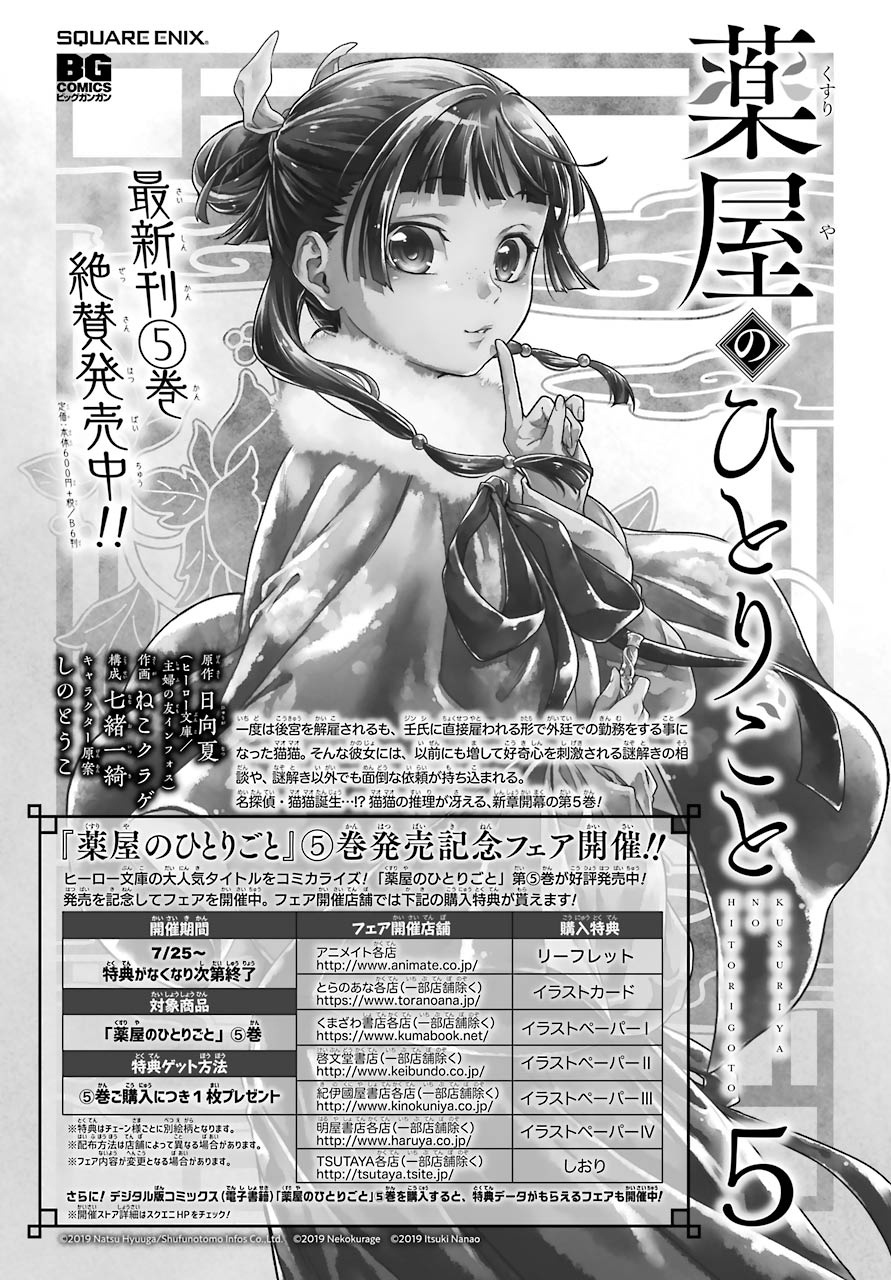 SQUARE ENIX®
BG
COMICS
ビッグガンガン
薬屋のひとりごと
くすり
や
KUSURIYA
NO
HITORIGOTO
5
最新刊⑤巻
さいしんかん
かん
絶賛発売中!!
ぜっさんはつばいちゅう
定価:本体600円+税/B6判
原作 日向夏
(ヒーロー文庫/
主婦の友インフォス)
作画 ねこクラゲ
構成 七緒一綺
キャラクター原案
しのとうこ
一度は後宮を解雇されるも、壬氏に直接雇われる形で外廷での勤務をする事に
なった猫猫。そんな彼女には、以前にも増して好奇心を刺激される謎解きの相
談や、謎解き以外でも面倒な依頼が持ち込まれる。
名探偵・猫猫誕生…!? 猫猫の推理が冴える、新章開幕の第5巻!
『薬屋のひとりごと』⑤巻発売記念フェア開催!!
ヒーロー文庫の大人気タイトルをコミカライズ!「薬屋のひとりごと」第⑤巻が好評発売中!
発売を記念してフェアを開催中。フェア開催店舗では下記の購入特典が貰えます!
開催期間
7/25〜
特典がなくなり次第終了
対象商品
「薬屋のひとりごと」⑤巻
特典ゲット方法
⑤巻ご購入につき1枚プレゼント
※特典はチェーン様ごとに別絵柄となります。
※配布方法は店舗によって異なる場合があります。
※フェア内容が変更となる場合があります。
フェア開催店舗 購入特典
アニメイト各店
http://www.animate.co.jp/
リーフレット
とらのあな各店(一部店舗除く)
https://www.toranoana.jp/
イラストカード
くまざわ書店各店(一部店舗除く)
https://www.kumabook.net/
イラストペーパーⅠ
啓文堂書店(一部店舗除く)
http://www.keibundo.co.jp/
イラストペーパーⅡ
紀伊國屋書店各店(一部店舗除く)
http://www.kinokuniya.co.jp/
イラストペーパーⅢ
明屋書店各店(一部店舗除く)
http://www.haruya.co.jp/
イラストペーパーⅣ
TSUTAYA各店(一部店舗除く)
http://tsutaya.tsite.jp/
しおり
さらに!デジタル版コミックス(電子書籍)「薬屋のひとりごと」5巻を購入すると、特典データがもらえるフェアも開催中!
※開催ストア詳細はスクエニHPをチェック!
©2019 Natsu Hyuuga/Shufunotomo Infos Co.,Ltd. ©2019 Nekokurage ©2019 Itsuki Nanao